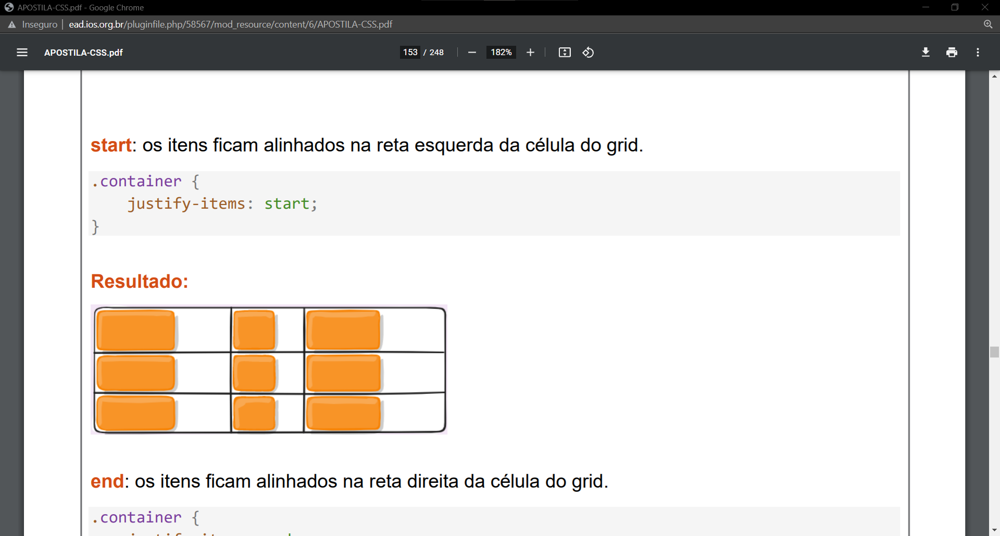 APOSTILA-CSS.pdf - Google Chrome
Inseguro | ead.ios.org.br/pluginfile.php/58567/mod_resource/content/6/APOSTILA-CSS.pdf
APOSTILA-CSS.pdf 153 / 248 | − 182% + |
start: os itens ficam alinhados na reta esquerda da célula do grid.
.container {
    justify-items: start;
}
Resultado:
end: os itens ficam alinhados na reta direita da célula do grid.
.container {